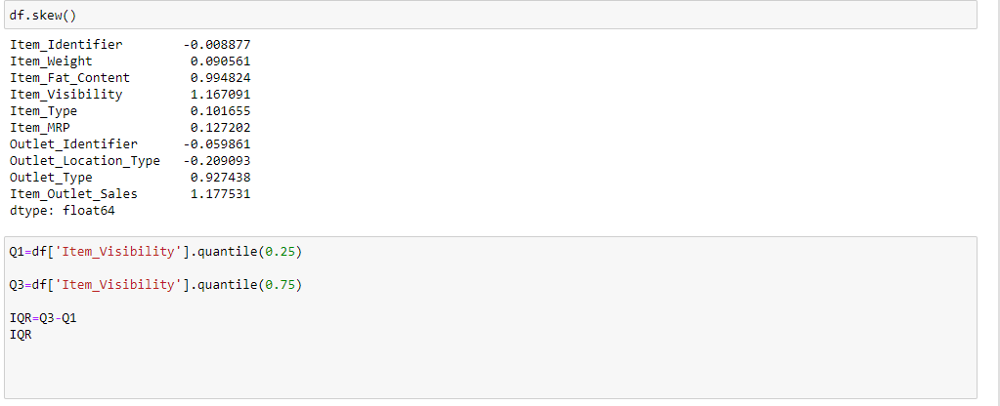 df.skew()
Item_Identifier -0.008877
Item_Weight 0.090561
Item_Fat_Content 0.994824
Item_Visibility 1.167091
Item_Type 0.101655
Item_MRP 0.127202
Outlet_Identifier -0.059861
Outlet_Location_Type -0.209093
Outlet_Type 0.927438
Item_Outlet_Sales 1.177531
dtype: float64
Q1=df['Item_Visibility'].quantile(0.25)
Q3=df['Item_Visibility'].quantile(0.75)
IQR=Q3-Q1
IQR